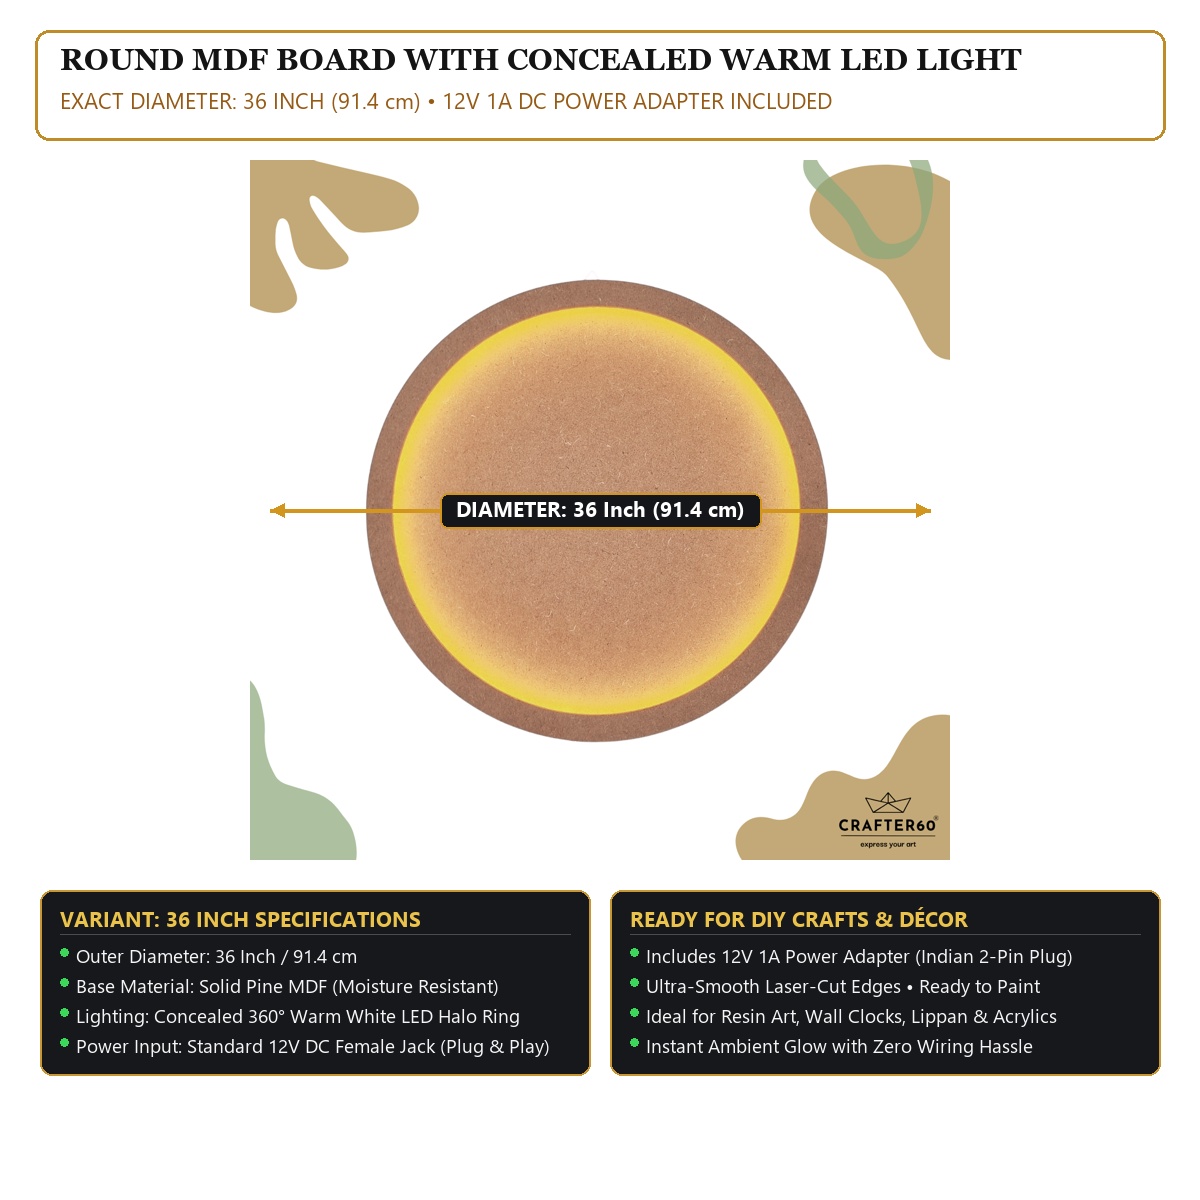 ROUND MDF BOARD WITH CONCEALED WARM LED LIGHT
EXACT DIAMETER: 36 INCH (91.4 cm) • 12V 1A DC POWER ADAPTER INCLUDED
DIAMETER: 36 Inch (91.4 cm)
CRAFTER60®
express your art
VARIANT: 36 INCH SPECIFICATIONS
• Outer Diameter: 36 Inch / 91.4 cm
• Base Material: Solid Pine MDF (Moisture Resistant)
• Lighting: Concealed 360° Warm White LED Halo Ring
• Power Input: Standard 12V DC Female Jack (Plug & Play)
READY FOR DIY CRAFTS & DÉCOR
• Includes 12V 1A Power Adapter (Indian 2-Pin Plug)
• Ultra-Smooth Laser-Cut Edges • Ready to Paint
• Ideal for Resin Art, Wall Clocks, Lippan & Acrylics
• Instant Ambient Glow with Zero Wiring Hassle